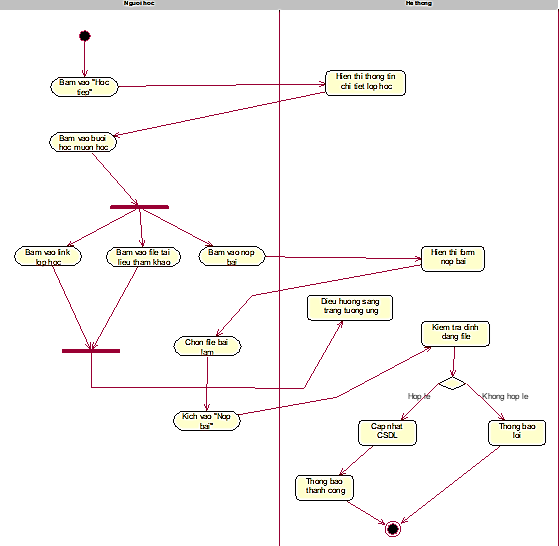 Nguoi hoc
He thong
Bam vao "Hoc
tiep"
Hien thi thong tin
chi tiet lop hoc
Bam vao buoi
hoc muon hoc
Bam vao link
lop hoc
Bam vao file tai
lieu tham khao
Bam vao nop
bai
Hien thi form
nop bai
Dieu huong sang
trang tuong ung
Chon file bai
lam
Kiem tra dinh
dang file
Hop le
Khong hop le
Kich vao "Nop
bai"
Cap nhat
CSDL
Thong bao
loi
Thong bao
thanh cong